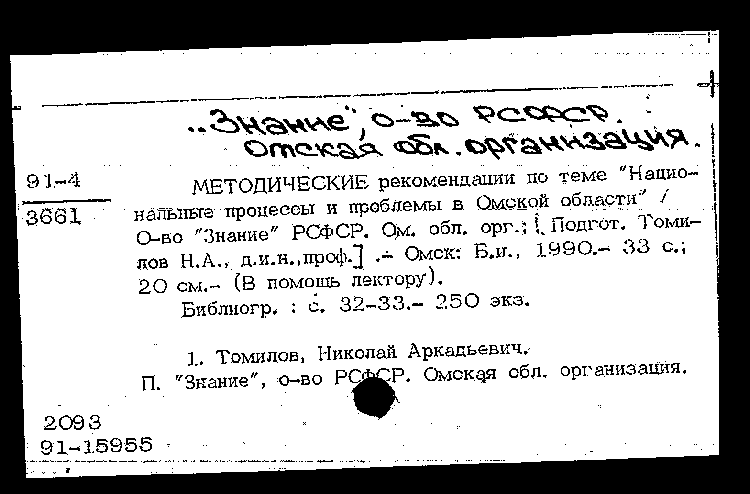 „Знание", о-во РСФСР.
Омская обл. организация.
91-4
3661
МЕТОДИЧЕСКИЕ рекомендации по теме "Нацио-
нальные процессы и проблемы в Омской области" /
О-во "Знание" РСФСР. Ом. обл. орг.; [Подгот. Томи-
лов Н.А., д.и.н.,проф.] .- Омск: Б.и., 1990.- 33 с.;
20 см.- (В помощь лектору).
Библиогр. : с. 32-33.- 250 экз.
1. Томилов, Николай Аркадьевич.
П. "Знание", о-во РСФСР. Омская обл. организация.
2093
91-15955